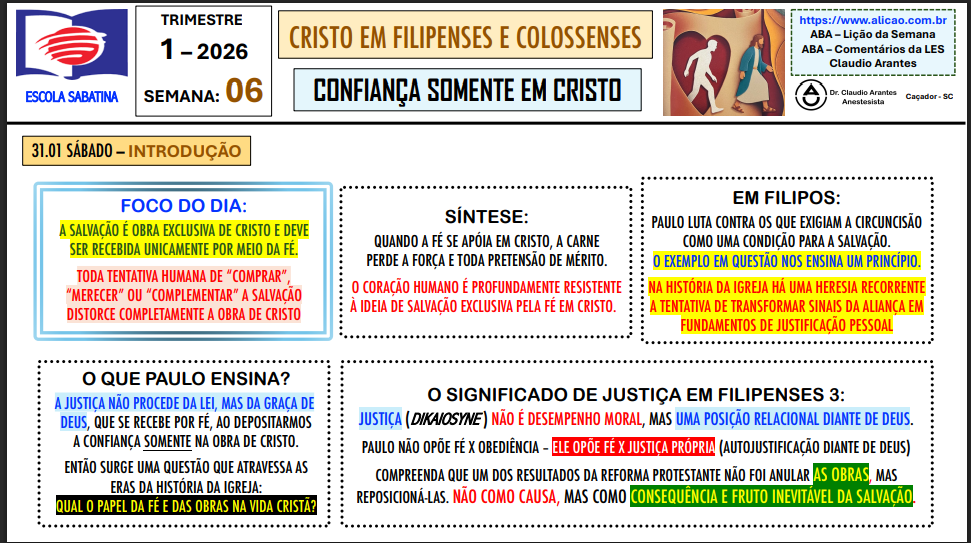 ESCOLA SABATINA
TRIMESTRE
1 – 2026
SEMANA: 06
CRISTO EM FILIPENSES E COLOSSENSES
CONFIANÇA SOMENTE EM CRISTO
https://www.alicao.com.br
ABA – Lição da Semana
ABA – Comentários da LES
Claudio Arantes
Dr. Claudio Arantes
Anestesista
Caçador - SC
31.01 SÁBADO – INTRODUÇÃO
FOCO DO DIA:
A SALVAÇÃO É OBRA EXCLUSIVA DE CRISTO E DEVE
SER RECEBIDA UNICAMENTE POR MEIO DA FÉ.
TODA TENTATIVA HUMANA DE “COMPRAR”,
“MERECER” OU “COMPLEMENTAR” A SALVAÇÃO
DISTORCE COMPLETAMENTE A OBRA DE CRISTO
SÍNTESE:
QUANDO A FÉ SE APÓIA EM CRISTO, A CARNE
PERDE A FORÇA E TODA PRETENSÃO DE MÉRITO.
O CORAÇÃO HUMANO É PROFUNDAMENTE RESISTENTE
À IDEIA DE SALVAÇÃO EXCLUSIVA PELA FÉ EM CRISTO.
EM FILIPOS:
PAULO LUTA CONTRA OS QUE EXIGIAM A CIRCUNCISÃO
COMO UMA CONDIÇÃO PARA A SALVAÇÃO.
O EXEMPLO EM QUESTÃO NOS ENSINA UM PRINCÍPIO.
NA HISTÓRIA DA IGREJA HÁ UMA HERESIA RECORRENTE
A TENTATIVA DE TRANSFORMAR SINAIS DA ALIANÇA EM
FUNDAMENTOS DE JUSTIFICAÇÃO PESSOAL
O QUE PAULO ENSINA?
A JUSTIÇA NÃO PROCEDE DA LEI, MAS DA GRAÇA DE
DEUS, QUE SE RECEBE POR FÉ, AO DEPOSITARMOS
A CONFIANÇA SOMENTE NA OBRA DE CRISTO.
ENTÃO SURGE UMA QUESTÃO QUE ATRAVESSA AS
ERAS DA HISTÓRIA DA IGREJA:
QUAL O PAPEL DA FÉ E DAS OBRAS NA VIDA CRISTÃ?
O SIGNIFICADO DE JUSTIÇA EM FILIPENSES 3:
JUSTIÇA (DIKAIOSYNE) NÃO É DESEMPENHO MORAL, MAS UMA POSIÇÃO RELACIONAL DIANTE DE DEUS.
PAULO NÃO OPÕE FÉ X OBEDIÊNCIA – ELE OPÕE FÉ X JUSTIÇA PRÓPRIA (AUTOJUSTIFICAÇÃO DIANTE DE DEUS)
COMPREENDA QUE UM DOS RESULTADOS DA REFORMA PROTESTANTE NÃO FOI ANULAR AS OBRAS, MAS
REPOSICIONÁ-LAS. NÃO COMO CAUSA, MAS COMO CONSEQUÊNCIA E FRUTO INEVITÁVEL DA SALVAÇÃO.